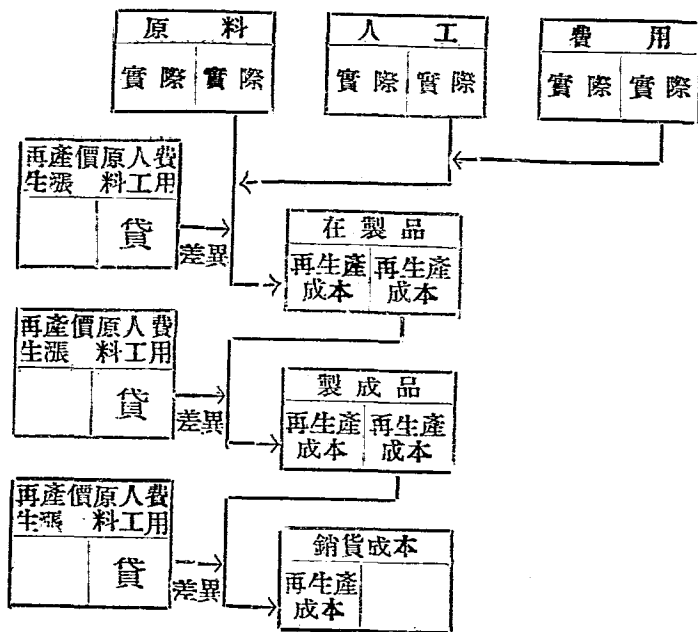 原料
人工
費用
實際 實際
實際 實際
實際 實際
再產價原人費
生漲 料工用
貸
差異
在製品
再生產 再生產
成本 成本
再產價原人費
生漲 料工用
貸
差異
製成品
再生產 再生產
成本 成本
再產價原人費
生漲 料工用
貸
差異
銷貨成本
再生產
成本